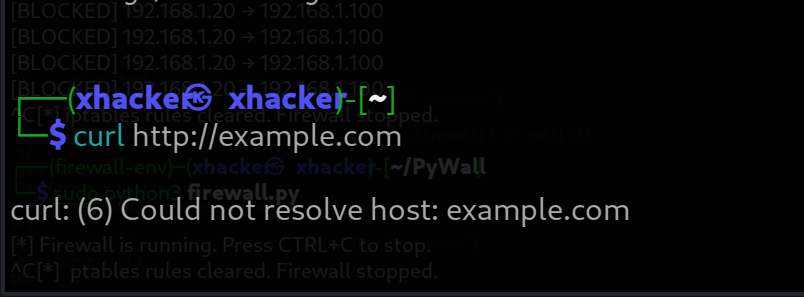 [BLOCKED] 192.168.1.20 → 192.168.1.100
[BLOCKED] 192.168.1.20 → 192.168.1.100
[BLOCKED] 192.168.1.20 → 192.168.1.100
[BLOCKED] 192.168.1.20 → 192.168.1.100
┌──(xhacker㉿ xhacker)-[~]
^C[*] iptables rules cleared. Firewall stopped.
└─$ curl http://example.com
┌──(firewall-env)─(xhacker㉿ xhacker)-[~/PyWall
└─$ sudo python3 firewall.py
curl: (6) Could not resolve host: example.com
[*] Firewall is running. Press CTRL+C to stop.
^C[*] ptables rules cleared. Firewall stopped.